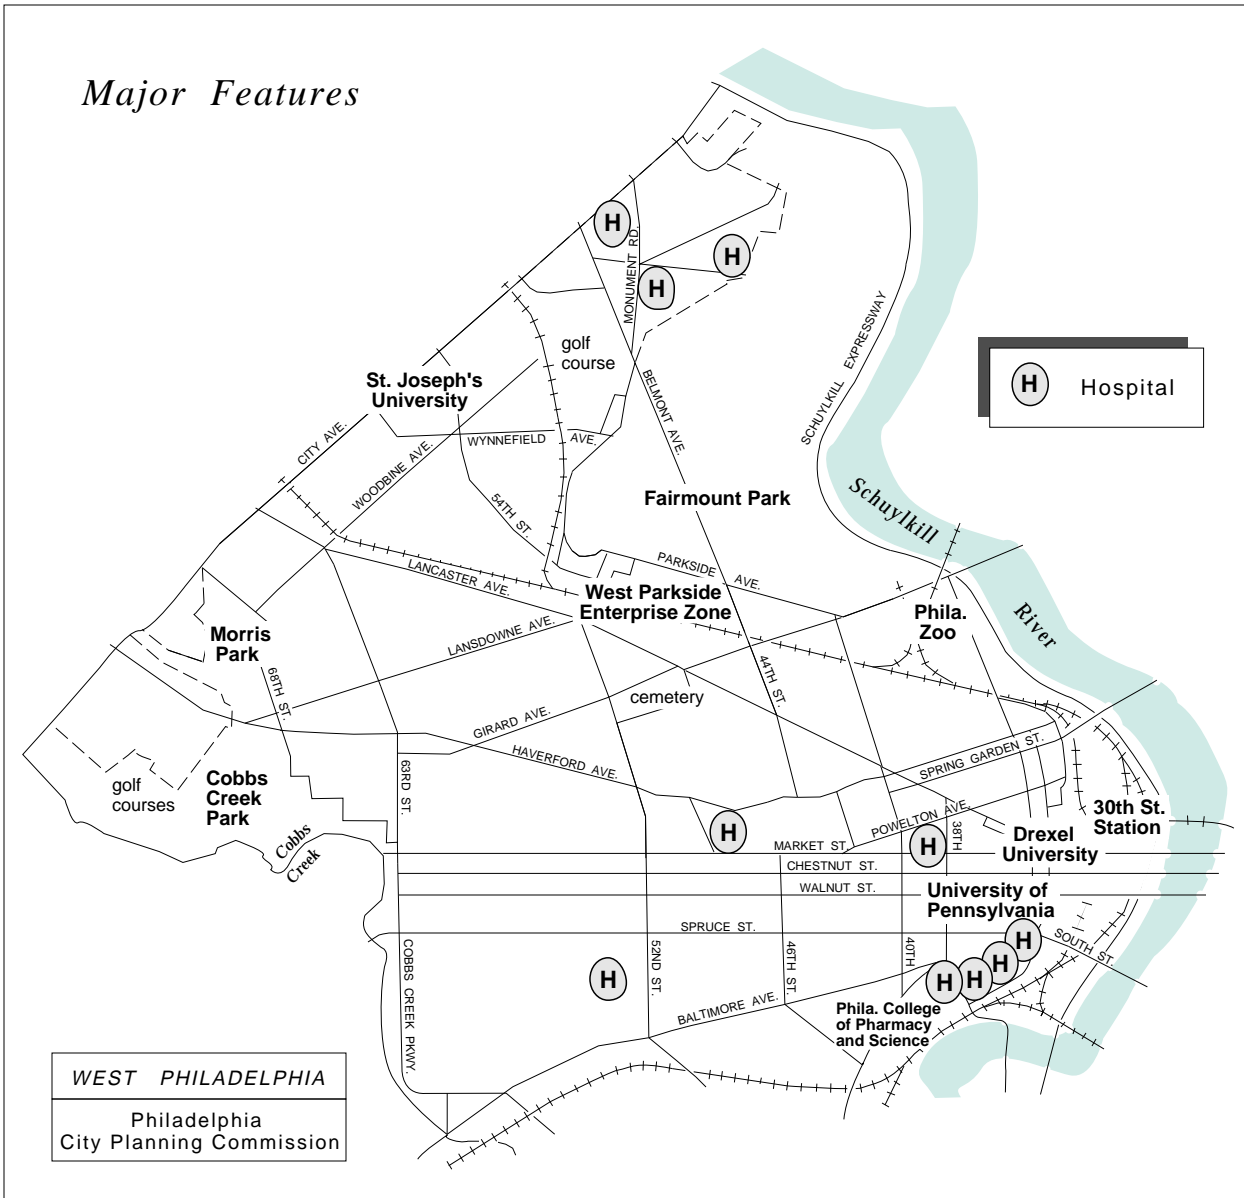 Major Features
H
H
H
MONUMENT RD.
SCHUYLKILL EXPRESSWAY
golf
course
H Hospital
St. Joseph's
University
BELMONT AVE.
CITY AVE.
WYNNEFIELD AVE.
WOODBINE AVE.
54TH ST.
Fairmount Park
Schuylkill
River
LANCASTER AVE.
PARKSIDE AVE.
West Parkside
Enterprise Zone
Phila.
Zoo
Morris
Park
LANSDOWNE AVE.
68TH ST.
44TH ST.
cemetery
GIRARD AVE.
HAVERFORD AVE.
SPRING GARDEN ST.
63RD ST.
golf
courses
Cobbs
Creek
Park
Cobbs
Creek
30th St.
Station
POWELTON AVE.
38TH
H
H
Drexel
University
MARKET ST.
CHESTNUT ST.
WALNUT ST.
University of
Pennsylvania
SPRUCE ST.
SOUTH ST.
H
H
H
H
H
COBBS CREEK PKWY.
52ND ST.
46TH ST.
40TH
BALTIMORE AVE.
Phila. College
of Pharmacy
and Science
WEST PHILADELPHIA
Philadelphia
City Planning Commission